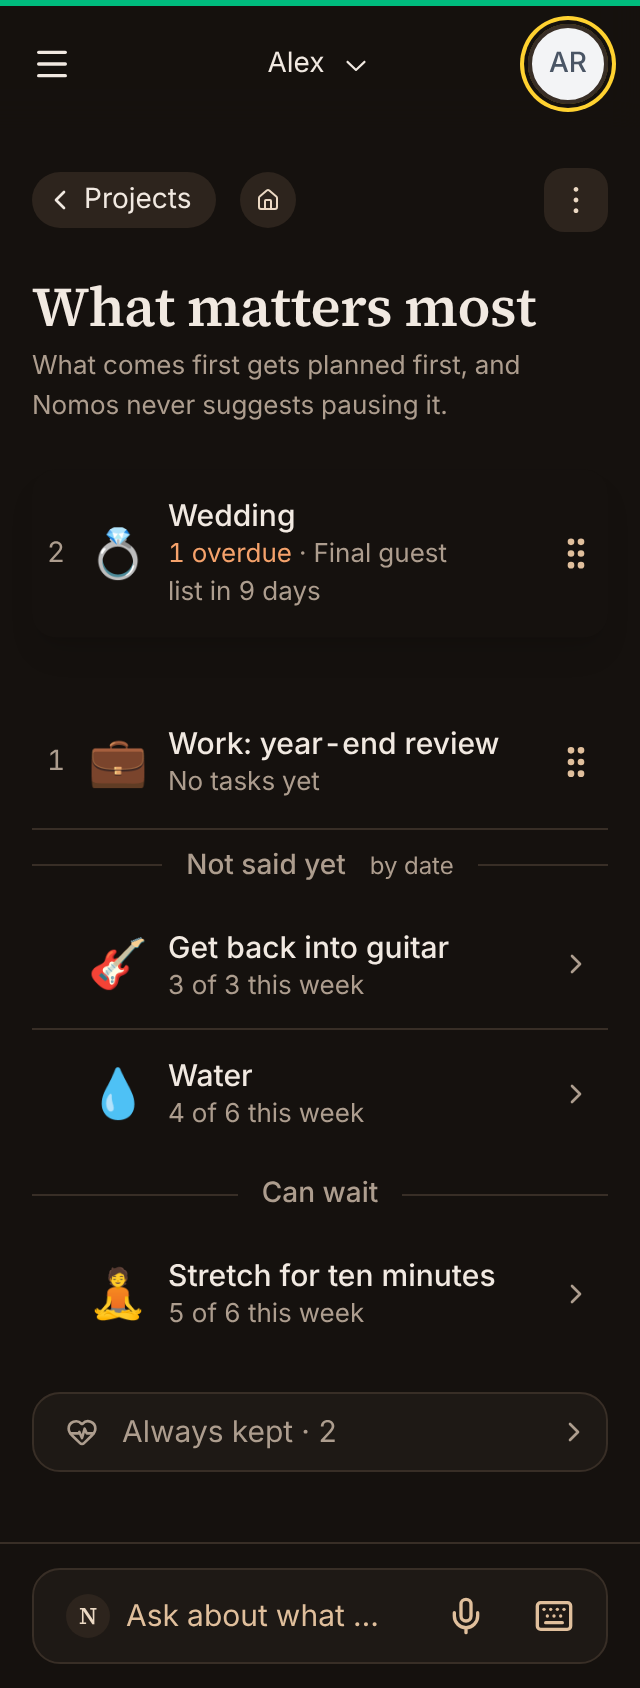 Alex
AR
Projects
What matters most
What comes first gets planned first, and
Nomos never suggests pausing it.
2
Wedding
1 overdue · Final guest
list in 9 days
1
Work: year-end review
No tasks yet
Not said yet by date
Get back into guitar
3 of 3 this week
Water
4 of 6 this week
Can wait
Stretch for ten minutes
5 of 6 this week
Always kept · 2
N
Ask about what ...